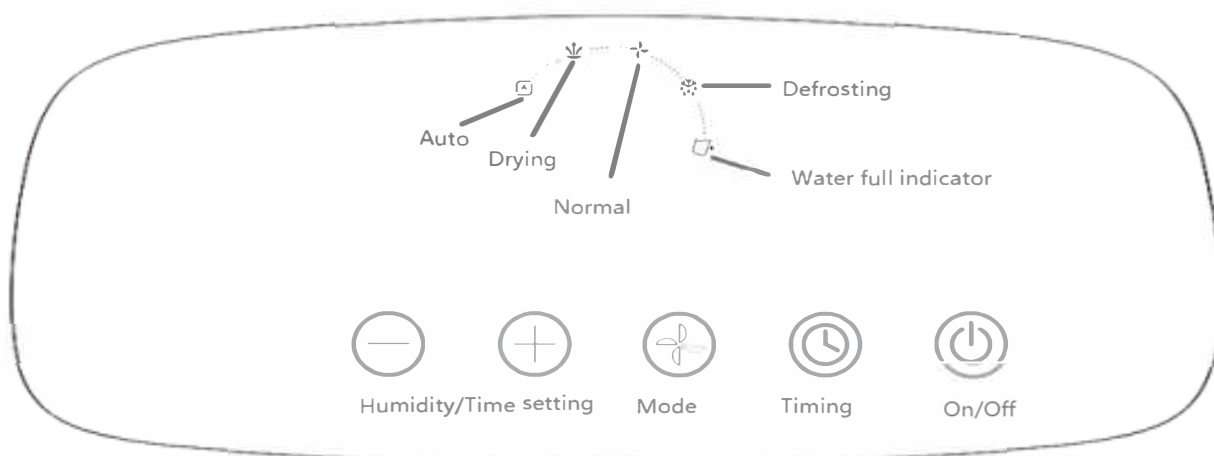 Defrosting
Auto
Drying
Water full indicator
Normal
Humidity/Time setting Mode Timing On/Off